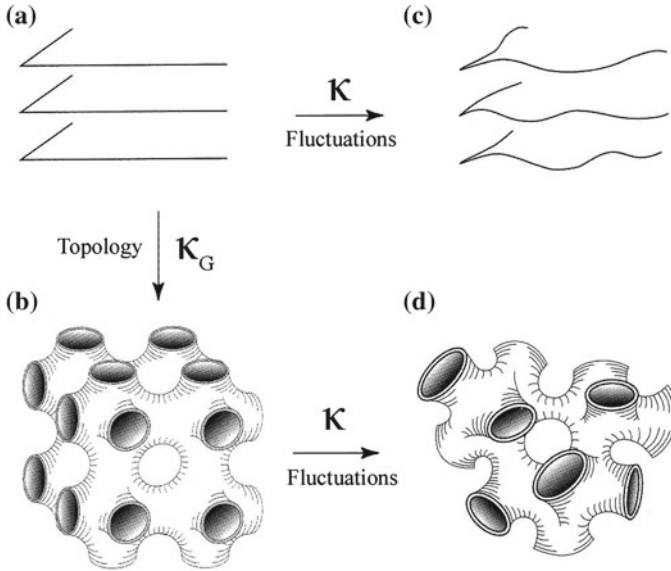 (a)
(c)
κ
Fluctuations
Topology
κG
(b)
(d)
κ
Fluctuations